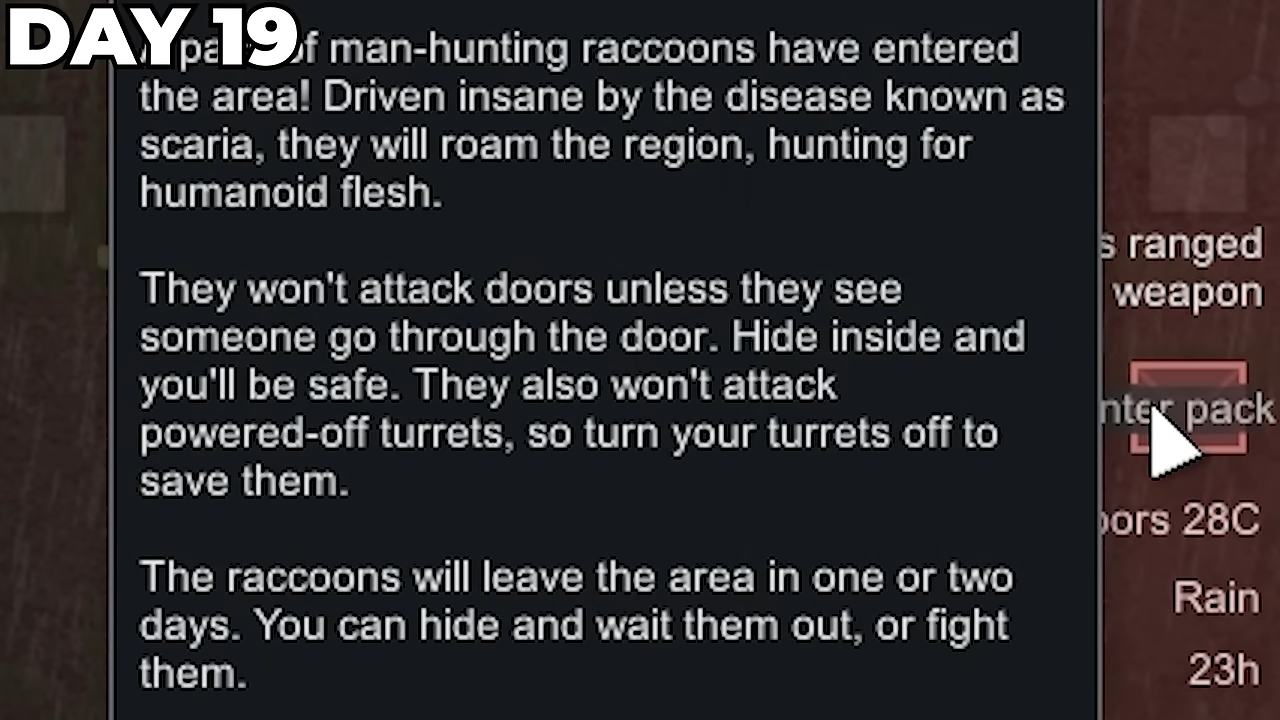 DAY 19
of man-hunting raccoons have entered
the area! Driven insane by the disease known as
scaria, they will roam the region, hunting for
humanoid flesh.
They won't attack doors unless they see
someone go through the door. Hide inside and
you'll be safe. They also won't attack
powered-off turrets, so turn your turrets off to
save them.
The raccoons will leave the area in one or two
days. You can hide and wait them out, or fight
them.
s ranged
weapon
pack
28C
Rain
23h